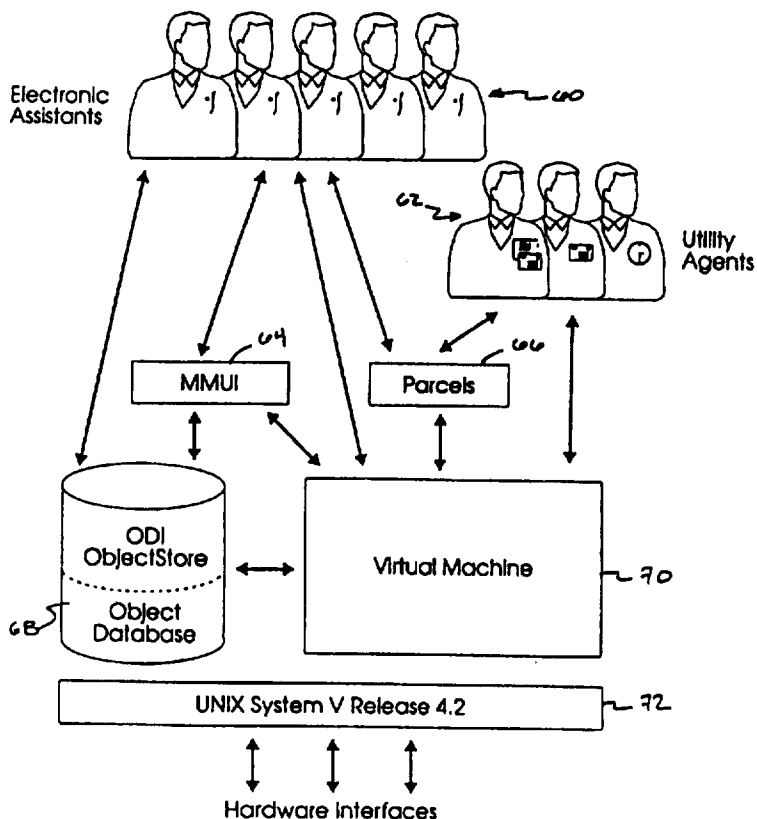 Electronic
Assistants
60
62
Utility
Agents
64
MMUI
66
Parcels
ODI
ObjectStore
Object
Database
68
Virtual Machine
70
UNIX System V Release 4.2
72
Hardware Interfaces